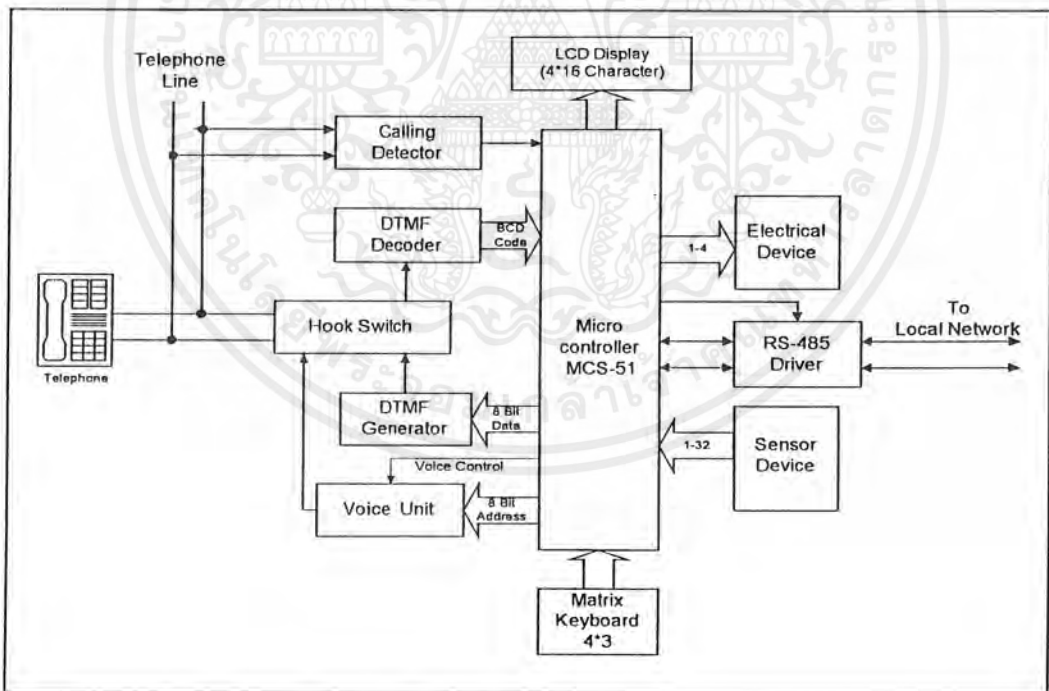 LCD Display
(4*16 Character)
Telephone
Line
Calling
Detector
DTMF
Decoder
BCD
Code
Electrical
Device
1-4
Hook Switch
Micro
controller
MCS-51
RS-485
Driver
To
Local Network
Telephone
DTMF
Generator
8 Bit
Data
1-32
Sensor
Device
Voice Control
Voice Unit
8 Bit
Address
Matrix
Keyboard
4*3